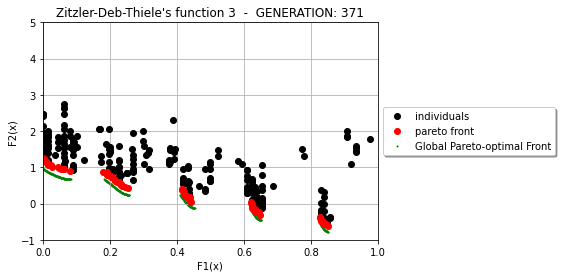 Zitzler-Deb-Thiele's function 3 - GENERATION: 371
5
4
3
2
1
0
−1
F2(x)
0.0 0.2 0.4 0.6 0.8 1.0
F1(x)
individuals
pareto front
Global Pareto-optimal Front